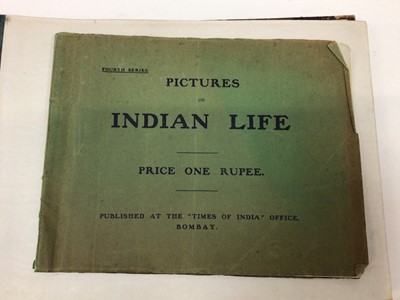 FOURTH SERIES
PICTURES
OF
INDIAN LIFE
PRICE ONE RUPEE.
PUBLISHED AT THE "TIMES OF INDIA" OFFICE,
BOMBAY.